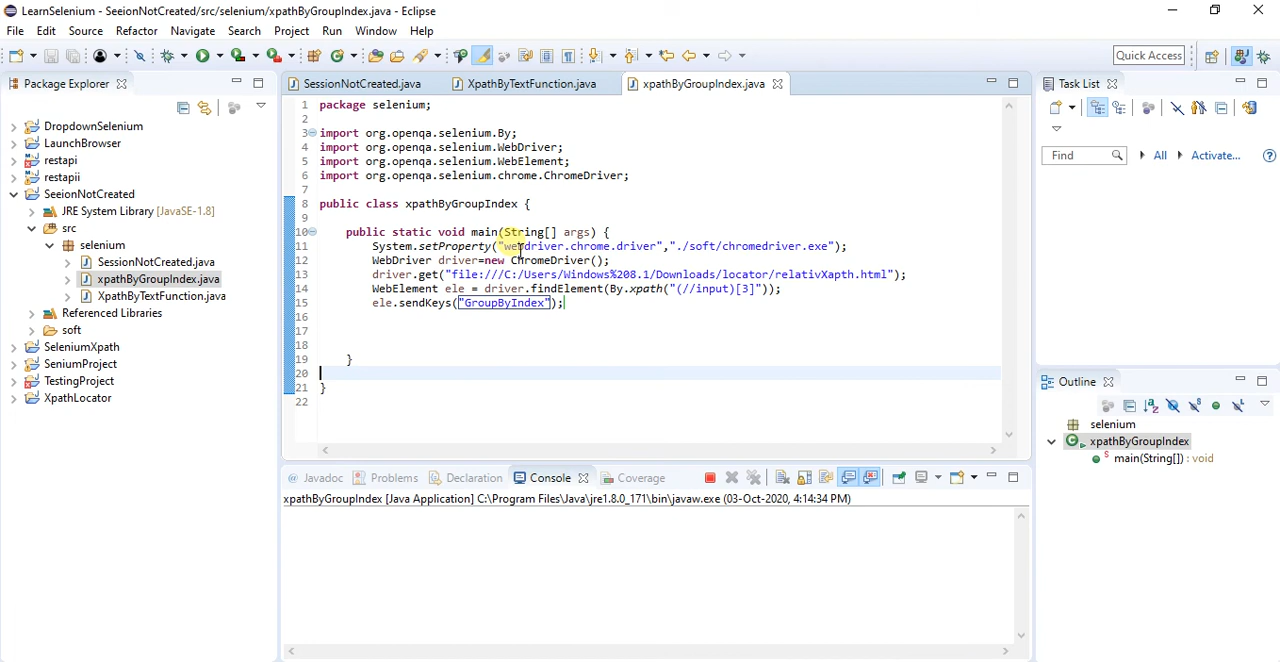 LearnSelenium - SeeionNotCreated/src/selenium/xpathByGroupIndex.java - Eclipse
File Edit Source Refactor Navigate Search Project Run Window Help
Quick Access
Package Explorer
DropdownSelenium
LaunchBrowser
restapi
restapii
SeeionNotCreated
JRE System Library [JavaSE-1.8]
src
selenium
SessionNotCreated.java
xpathByGroupIndex.java
XpathByTextFunction.java
Referenced Libraries
soft
SeleniumXpath
SeniumProject
TestingProject
XpathLocator
SessionNotCreated.java XpathByTextFunction.java xpathByGroupIndex.java
1 package selenium;
2
3 import org.openqa.selenium.By;
4 import org.openqa.selenium.WebDriver;
5 import org.openqa.selenium.WebElement;
6 import org.openqa.selenium.chrome.ChromeDriver;
7
8 public class xpathByGroupIndex {
9
10 public static void main(String[] args) {
11 System.setProperty("webdriver.chrome.driver","./soft/chromedriver.exe");
12 WebDriver driver=new ChromeDriver();
13 driver.get("file:///C:/Users/Windows%208.1/Downloads/locator/relativXapth.html");
14 WebElement ele = driver.findElement(By.xpath("(//input)[3]"));
15 ele.sendKeys("GroupByIndex");
16
17
18
19 }
20
21 }
22
@ Javadoc Problems Declaration Console Coverage
xpathByGroupIndex [Java Application] C:\Program Files\Java\jre1.8.0_171\bin\javaw.exe (03-Oct-2020, 4:14:34 PM)
Task List
Find All Activate...
Outline
selenium
xpathByGroupIndex
main(String[]) : void